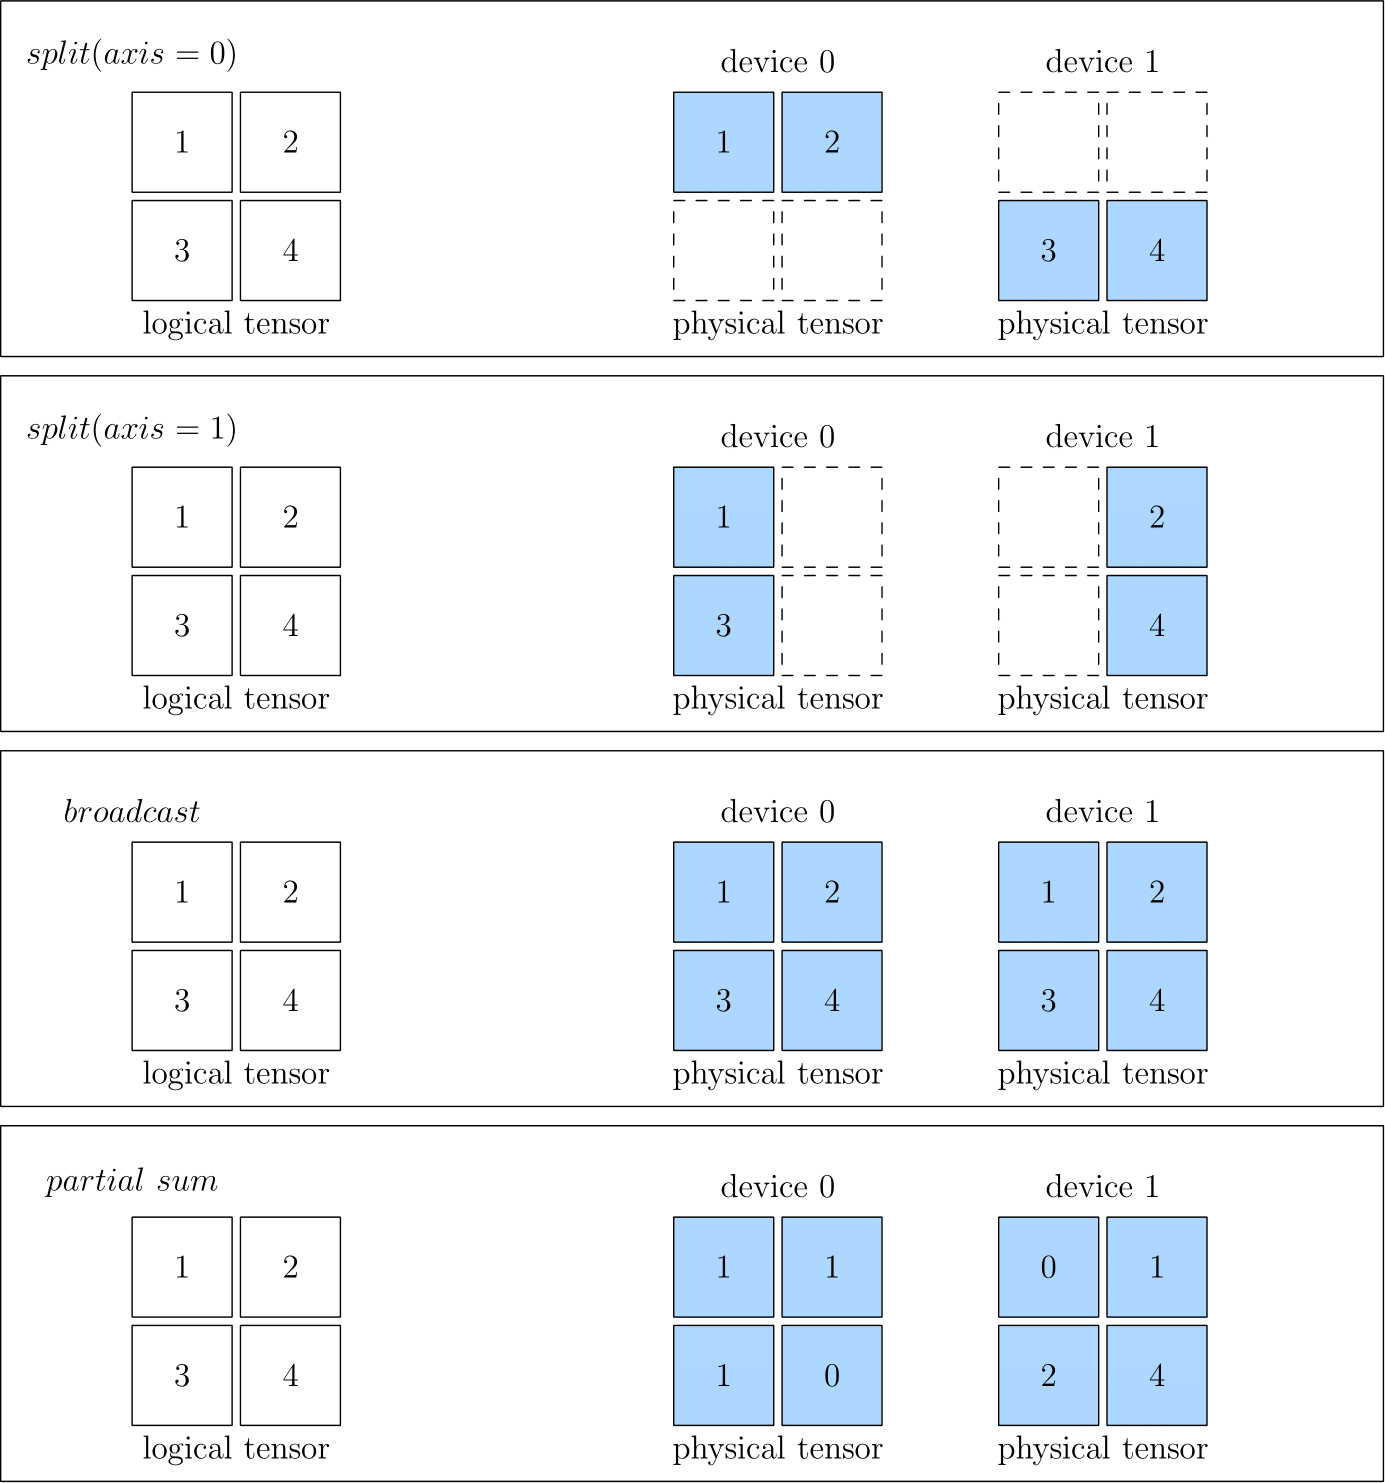 split(axis = 0)
device 0 device 1
1 2 1 2
3 4 3 4
logical tensor physical tensor physical tensor
split(axis = 1)
device 0 device 1
1 2 1 2
3 4 3 4
logical tensor physical tensor physical tensor
broadcast device 0 device 1
1 2 1 2 1 2
3 4 3 4 3 4
logical tensor physical tensor physical tensor
partial sum device 0 device 1
1 2 1 1 0 1
3 4 1 0 2 4
logical tensor physical tensor physical tensor